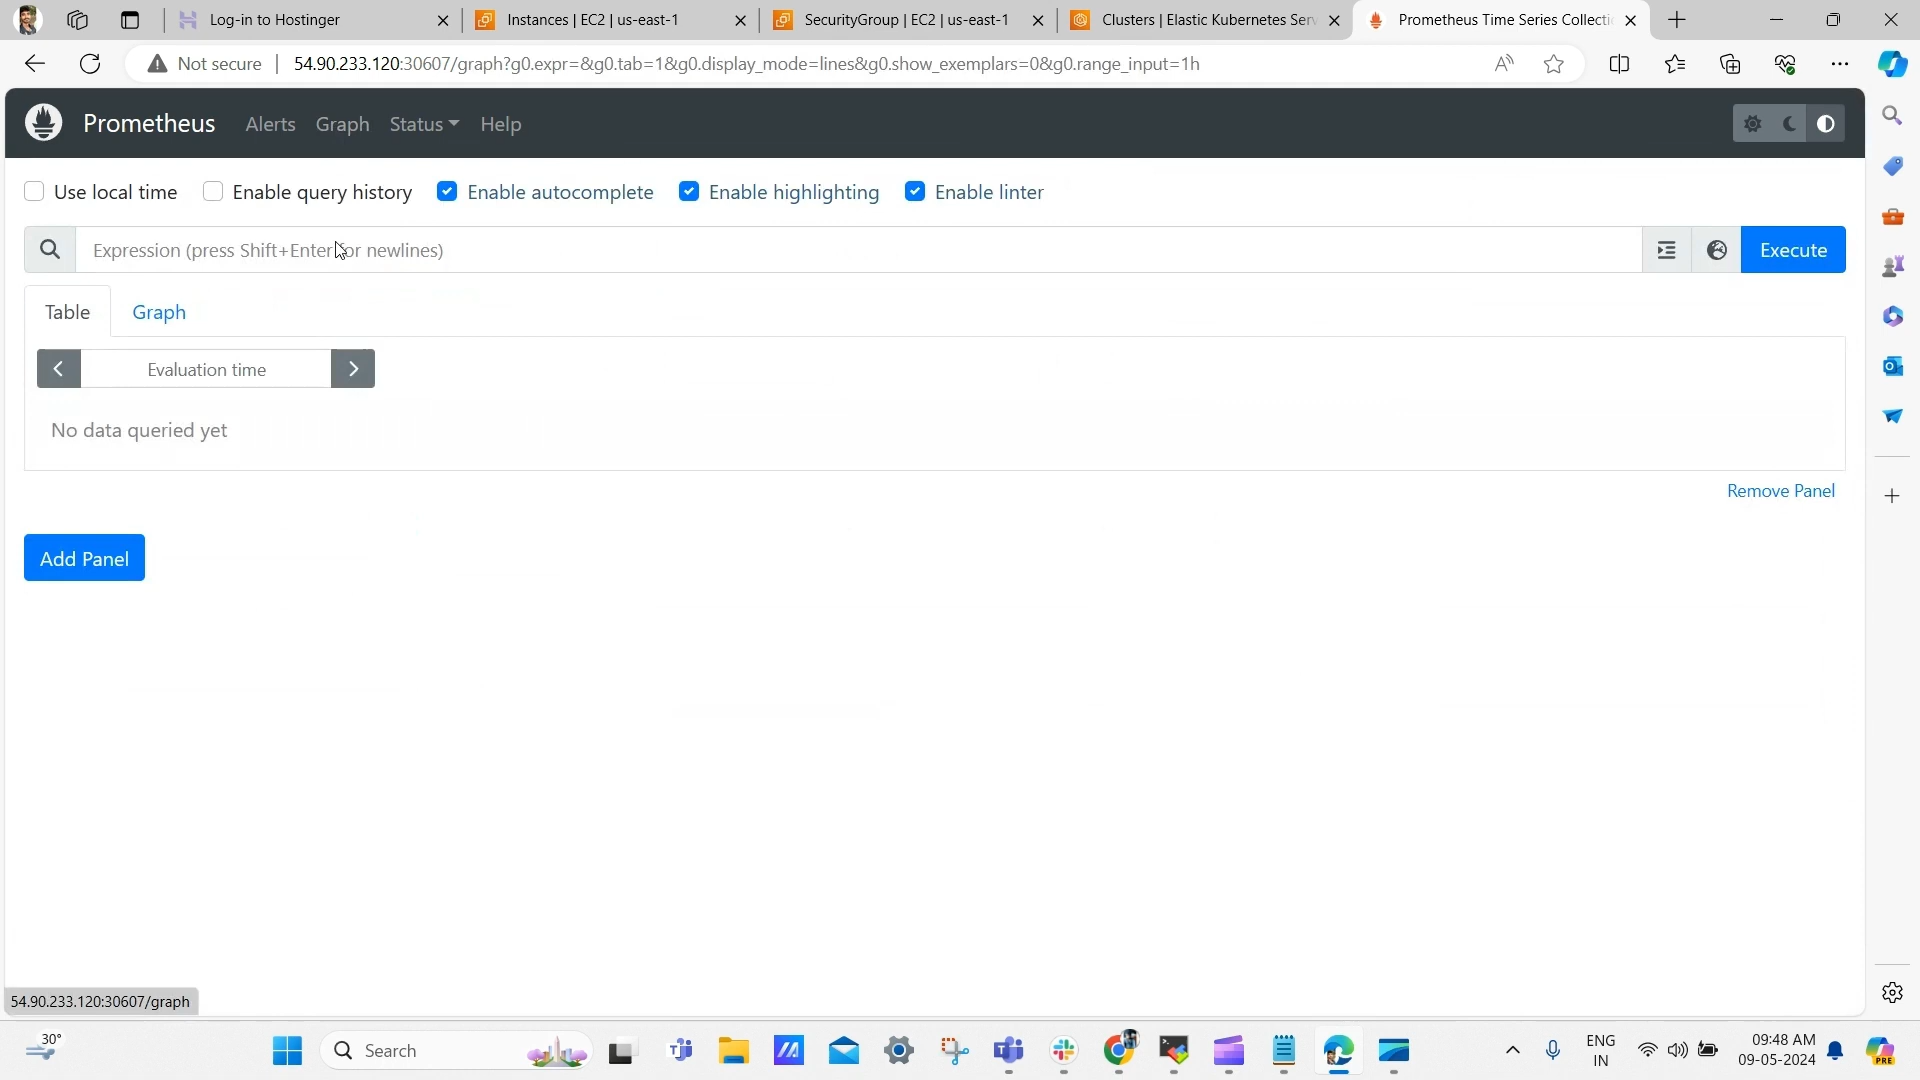 Log-in to Hostinger
Instances | EC2 | us-east-1
SecurityGroup | EC2 | us-east-1
Clusters | Elastic Kubernetes Serv
Prometheus Time Series Collectic
Not secure
54.90.233.120:30607/graph?g0.expr=&g0.tab=1&g0.display_mode=lines&g0.show_exemplars=0&g0.range_input=1h
Prometheus Alerts Graph Status Help
Use local time Enable query history Enable autocomplete Enable highlighting Enable linter
Expression (press Shift+Enter for newlines)
Execute
Table Graph
Evaluation time
No data queried yet
Remove Panel
Add Panel
54.90.233.120:30607/graph
30°
Search
ENG
IN
09:48 AM
09-05-2024
PRE